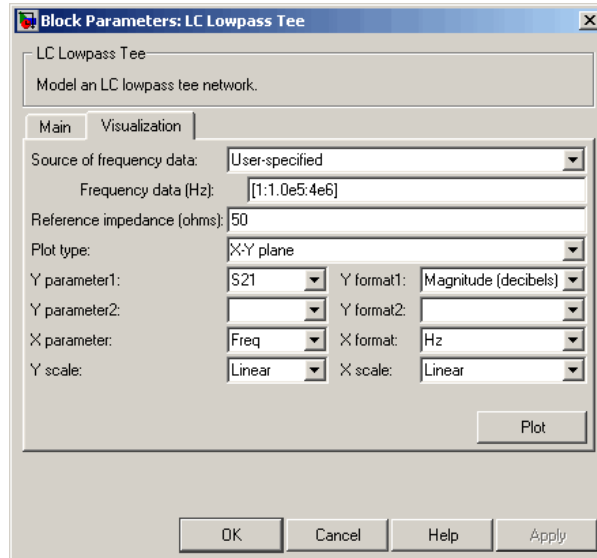 Block Parameters: LC Lowpass Tee
LC Lowpass Tee
Model an LC lowpass tee network.
Main Visualization
Source of frequency data: User-specified
Frequency data (Hz): [1:1.0e5:4e6]
Reference impedance (ohms): 50
Plot type: X-Y plane
Y parameter1: S21 Y format1: Magnitude (decibels)
Y parameter2: Y format2:
X parameter: Freq X format: Hz
Y scale: Linear X scale: Linear
Plot
OK Cancel Help Apply